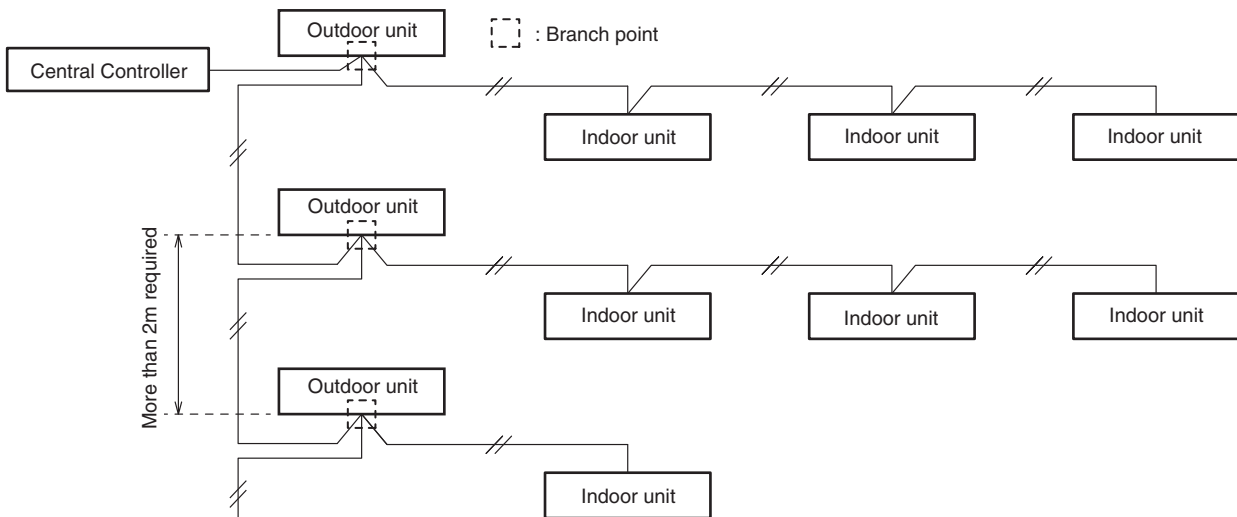 Outdoor unit
: Branch point
Central Controller
Indoor unit
Indoor unit
Indoor unit
Outdoor unit
More than 2m required
Indoor unit
Indoor unit
Indoor unit
Outdoor unit
Indoor unit